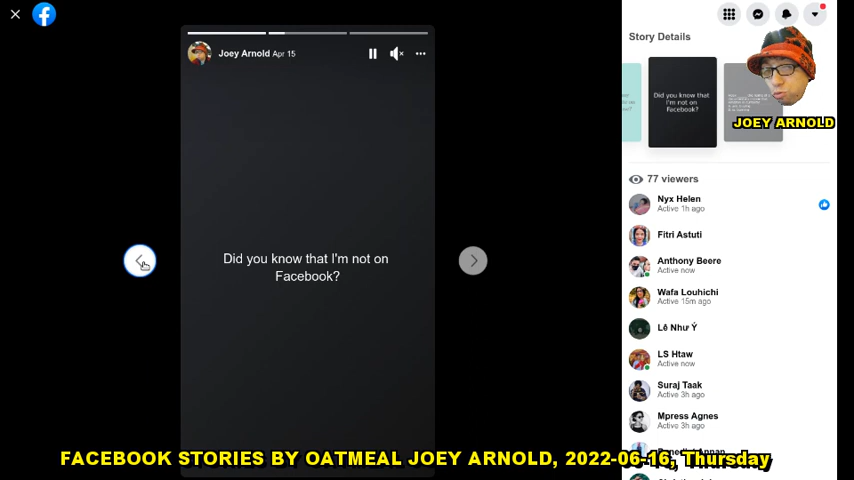 Joey Arnold Apr 15
Did you know that I'm not on
Facebook?
Story Details
Did you know that
I'm not on
Facebook?
JOEY ARNOLD
77 viewers
Nyx Helen
Active 1h ago
Fitri Astuti
Anthony Beere
Active now
Wafa Louhichi
Active 15m ago
Lê Như Ý
LS Htaw
Active now
Suraj Taak
Active 3h ago
Mpress Agnes
Active 3h ago
FACEBOOK STORIES BY OATMEAL JOEY ARNOLD, 2022-06-16, Thursday